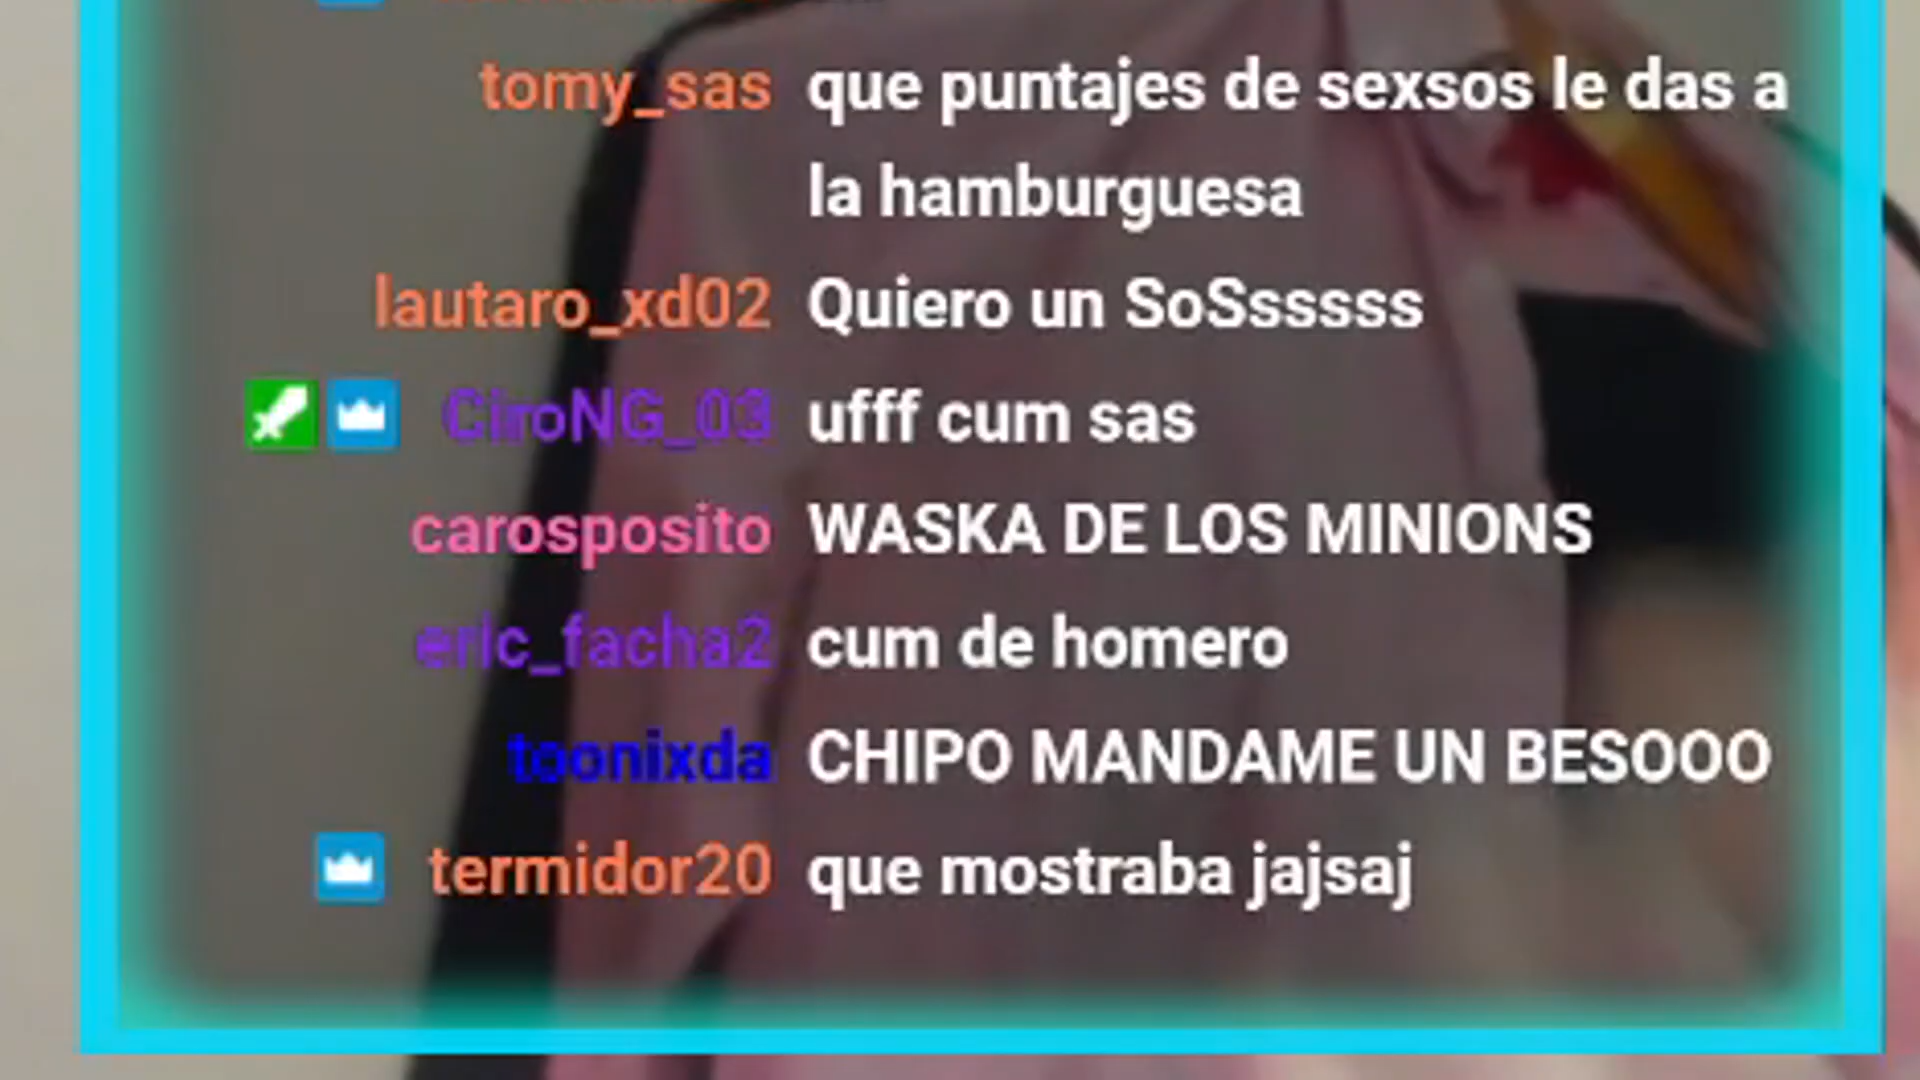 tomy_sas que puntajes de sexsos le das a
la hamburguesa
lautaro_xd02 Quiero un SoSsssss
CiroNG_03 ufff cum sas
carosposito WASKA DE LOS MINIONS
eric_facha2 cum de homero
toonixda CHIPO MANDAME UN BESOOO
termidor20 que mostraba jajsaj